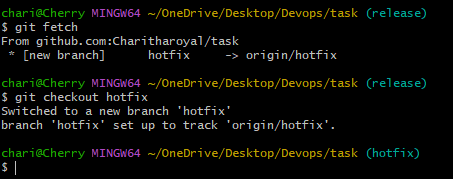 chari@Cherry MINGW64 ~/OneDrive/Desktop/Devops/task (release)
$ git fetch
From github.com:Charitharoyal/task
 * [new branch]      hotfix     -> origin/hotfix
chari@Cherry MINGW64 ~/OneDrive/Desktop/Devops/task (release)
$ git checkout hotfix
Switched to a new branch 'hotfix'
branch 'hotfix' set up to track 'origin/hotfix'.
chari@Cherry MINGW64 ~/OneDrive/Desktop/Devops/task (hotfix)
$